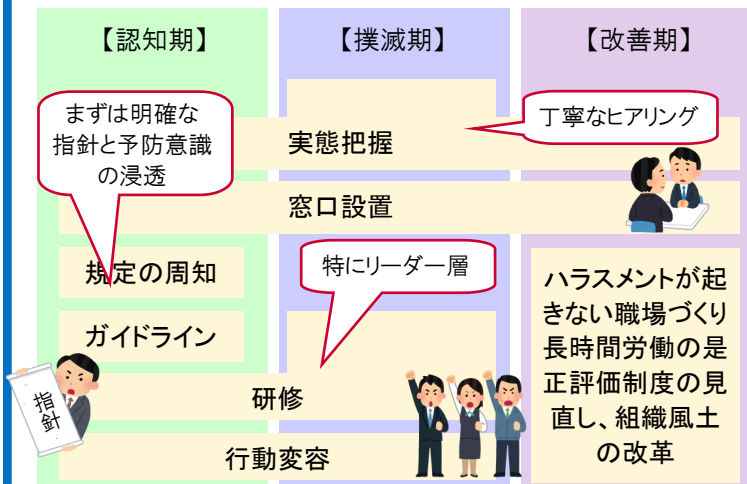 【認知期】
【撲滅期】
【改善期】
まずは明確な
指針と予防意識
の浸透
丁寧なヒアリング
実態把握
窓口設置
規定の周知
特にリーダー層
ガイドライン
ハラスメントが起
きない職場づくり
長時間労働の是
正評価制度の見
直し、組織風土
の改革
指針
研修
行動変容